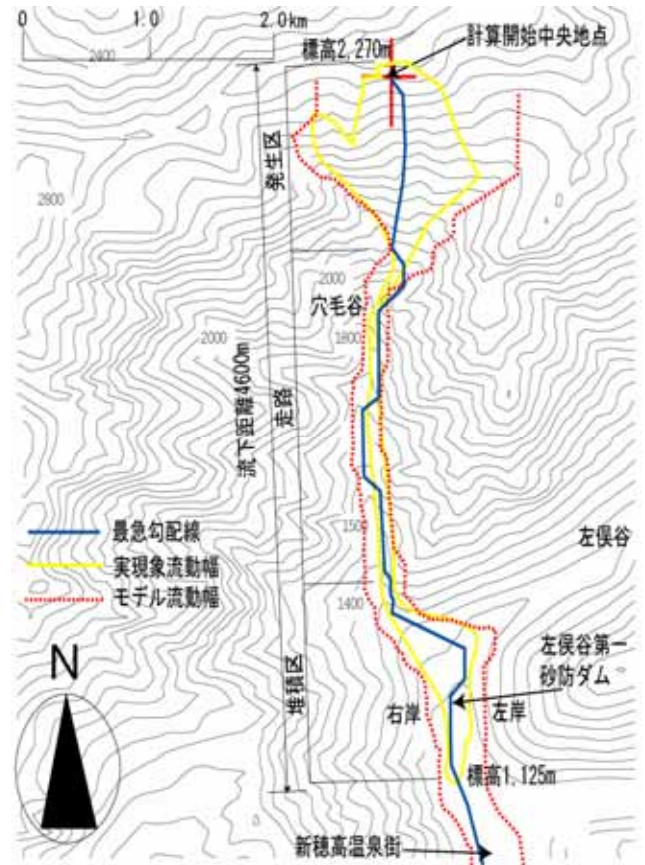 0 1.0 2.0km
2400
標高2,270m
計算開始中央地点
発生区
2800
2000
穴毛谷
2000
1800
流下距離4600m
走路
最急勾配線
1500
左俣谷
実現象流動幅
モデル流動幅
1400
N
左俣谷第一
砂防ダム
堆積区
右岸
左岸
標高1,125m
新穂高温泉街